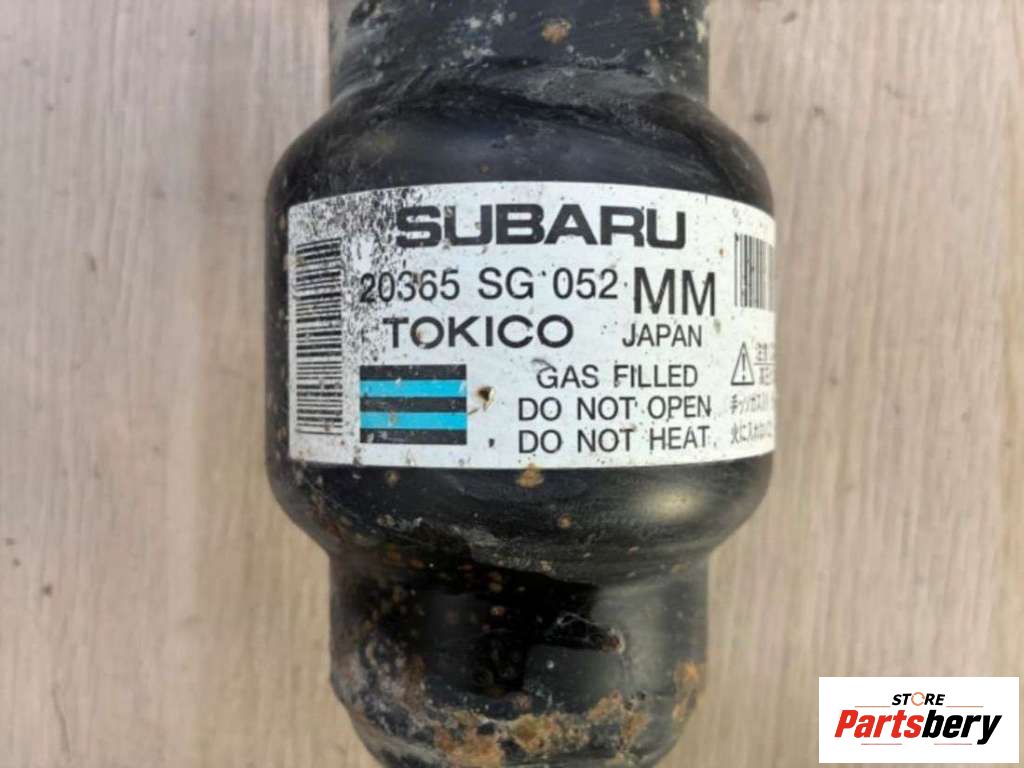 SUBARU
20365 SG 052 MM
TOKICO JAPAN
GAS FILLED
DO NOT OPEN
DO NOT HEAT
STORE
Partsbery